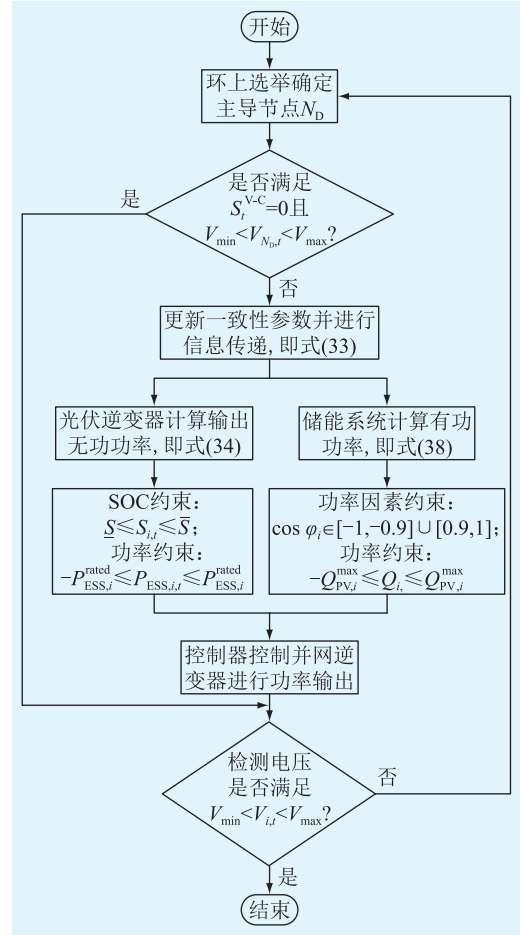 开始
环上选举确定
主导节点N_D
是否满足
S_t^{V-C}=0且
V_min<V_{N_D,t}<V_max?
是
否
更新一致性参数并进行
信息传递, 即式(33)
光伏逆变器计算输出
无功功率, 即式(34)
储能系统计算有功
功率, 即式(38)
SOC约束:
S̲≤S_{i,t}≤S̅;
功率约束:
-P_{ESS,i}^{rated}≤P_{ESS,i,t}≤P_{ESS,i}^{rated}
功率因素约束:
cos φ_i∈[-1,-0.9]∪[0.9,1];
功率约束:
-Q_{PV,i}^{max}≤Q_{i,}≤Q_{PV,i}^{max}
控制器控制并网逆
变器进行功率输出
检测电压
是否满足
V_min<V_{i,t}<V_max?
否
是
结束